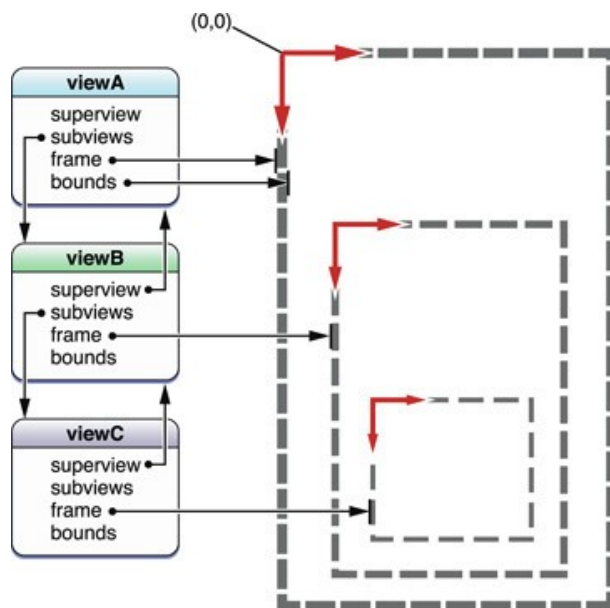 (0,0)
viewA
superview
subviews
frame
bounds
viewB
superview
subviews
frame
bounds
viewC
superview
subviews
frame
bounds